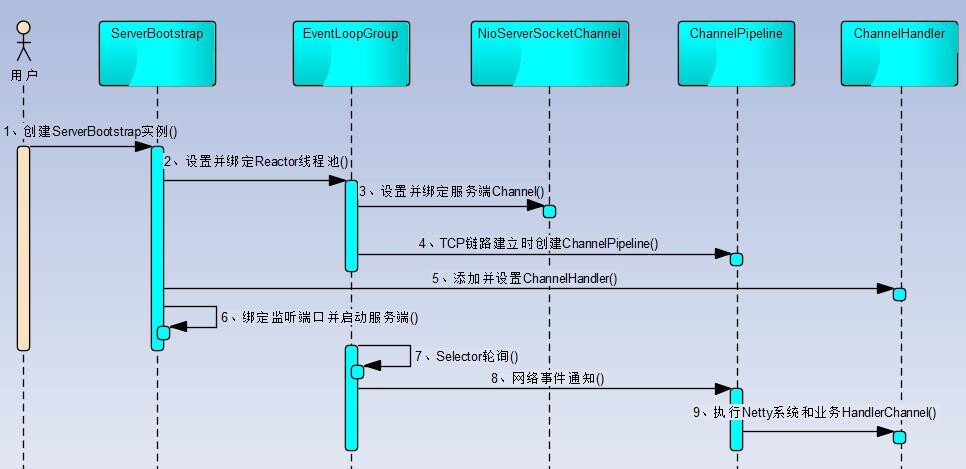 ServerBootstrap
EventLoopGroup
NioServerSocketChannel
ChannelPipeline
ChannelHandler
用户
1、创建ServerBootstrap实例()
2、设置并绑定Reactor线程池()
3、设置并绑定服务端Channel()
4、TCP链路建立时创建ChannelPipeline()
5、添加并设置ChannelHandler()
6、绑定监听端口并启动服务端()
7、Selector轮询()
8、网络事件通知()
9、执行Netty系统和业务HandlerChannel()